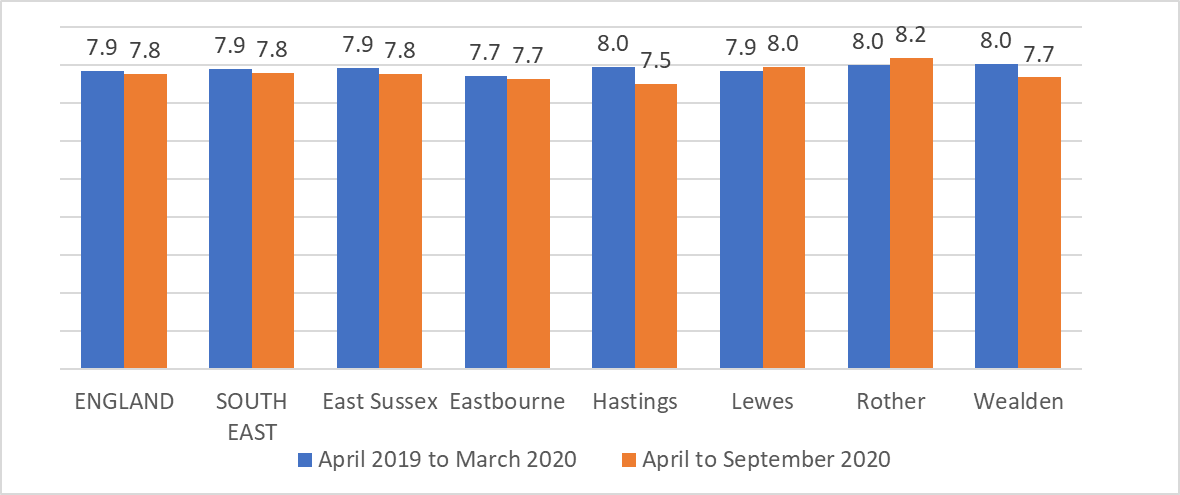 7.9 7.8 7.9 7.8 7.9 7.8 7.7 7.7 8.0 7.5 7.9 8.0 8.0 8.2 8.0 7.7
ENGLAND SOUTH East Sussex Eastbourne Hastings Lewes Rother Wealden
EAST
April 2019 to March 2020 April to September 2020